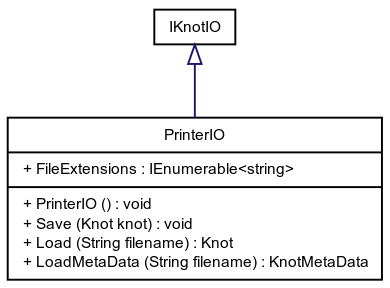 IKnotIO
PrinterIO
+ FileExtensions : IEnumerable<string>
+ PrinterIO () : void
+ Save (Knot knot) : void
+ Load (String filename) : Knot
+ LoadMetaData (String filename) : KnotMetaData